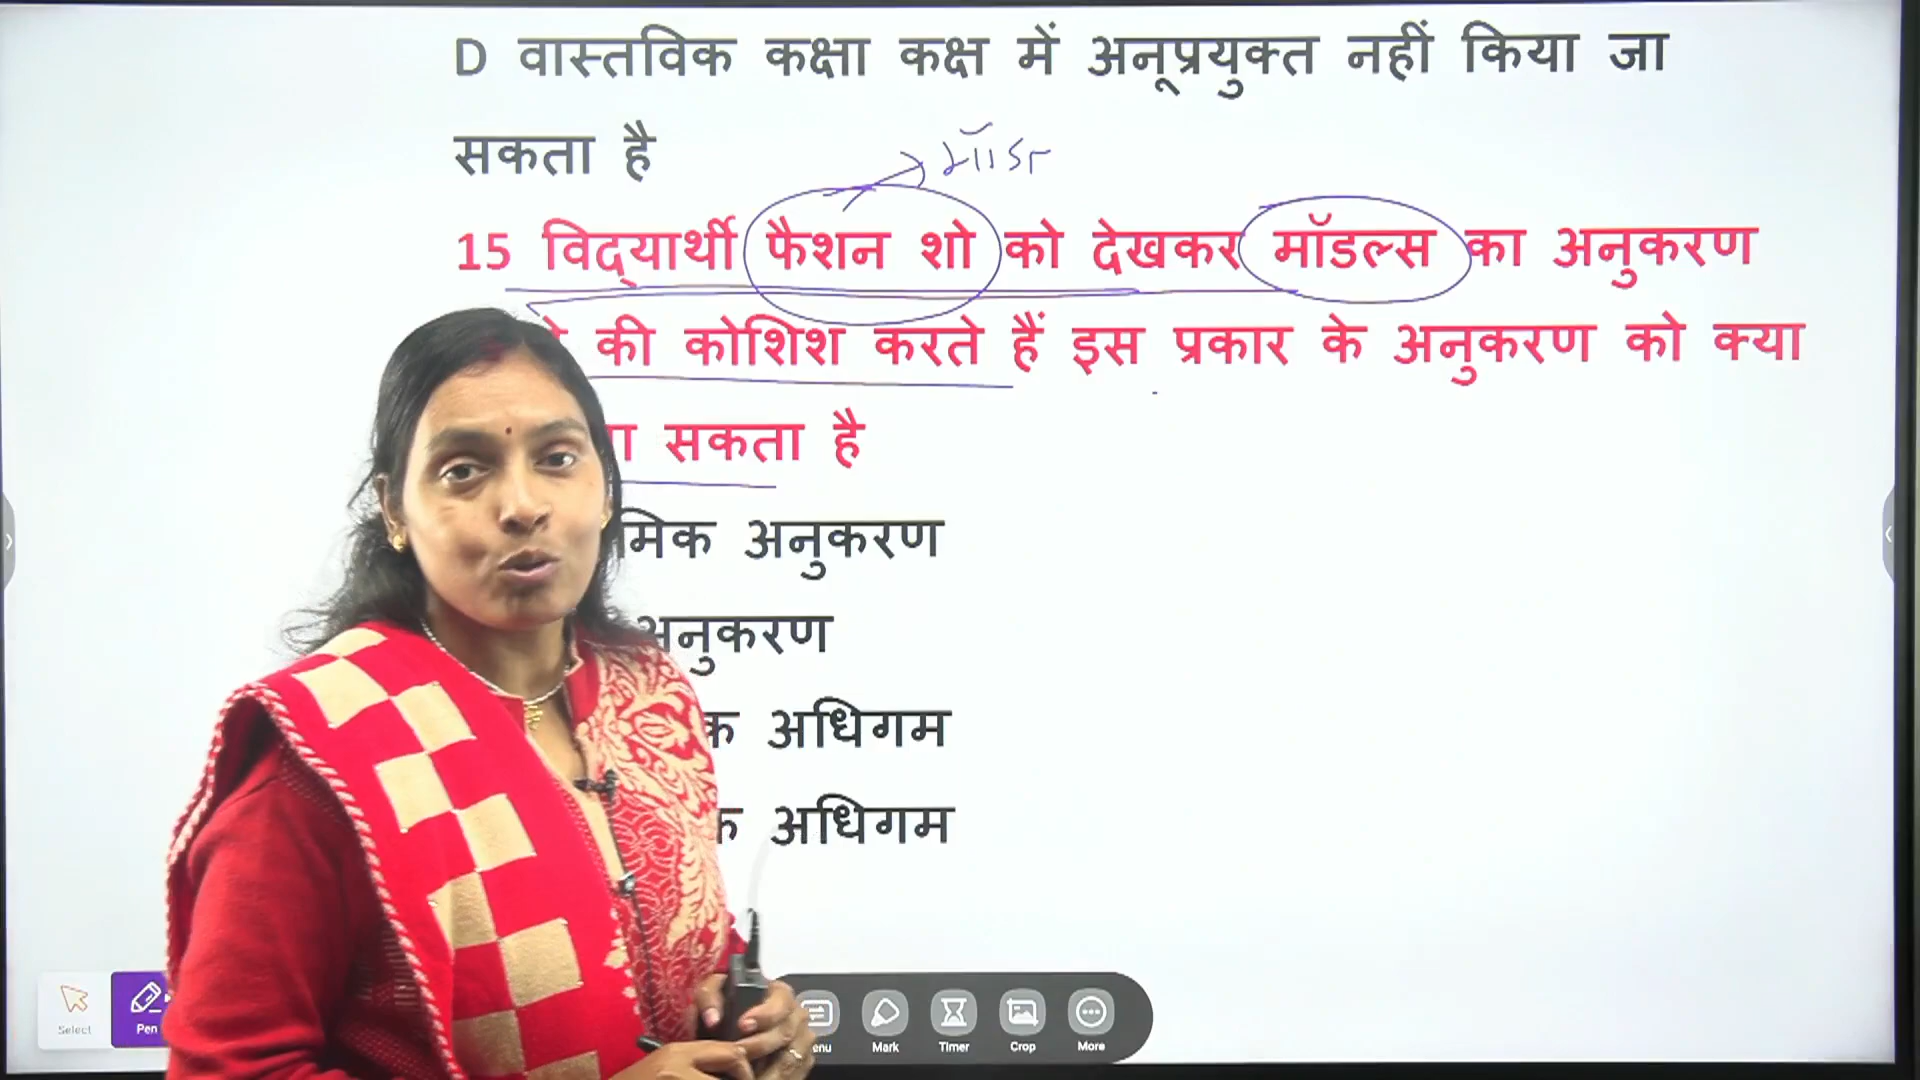 D वास्तविक कक्षा कक्ष में अनूप्रयुक्त नहीं किया जा
सकता है
15 विद्यार्थी फैशन शो को देखकर मॉडल्स का अनुकरण
की कोशिश करते हैं इस प्रकार के अनुकरण को क्या
सकता है
अनुकरण
अनुकरण
अधिगम
अधिगम
Select
Pen
Mark
Timer
Crop
More